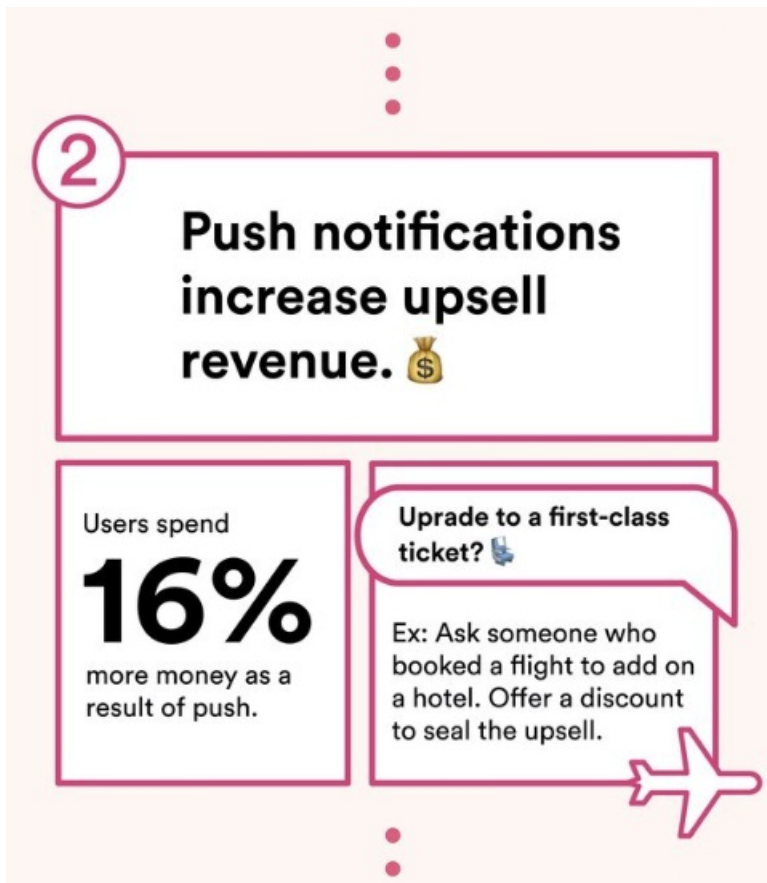 2
Push notifications
increase upsell
revenue. 💰
Users spend
16%
more money as a
result of push.
Uprade to a first-class
ticket? 💺
Ex: Ask someone who
booked a flight to add on
a hotel. Offer a discount
to seal the upsell.